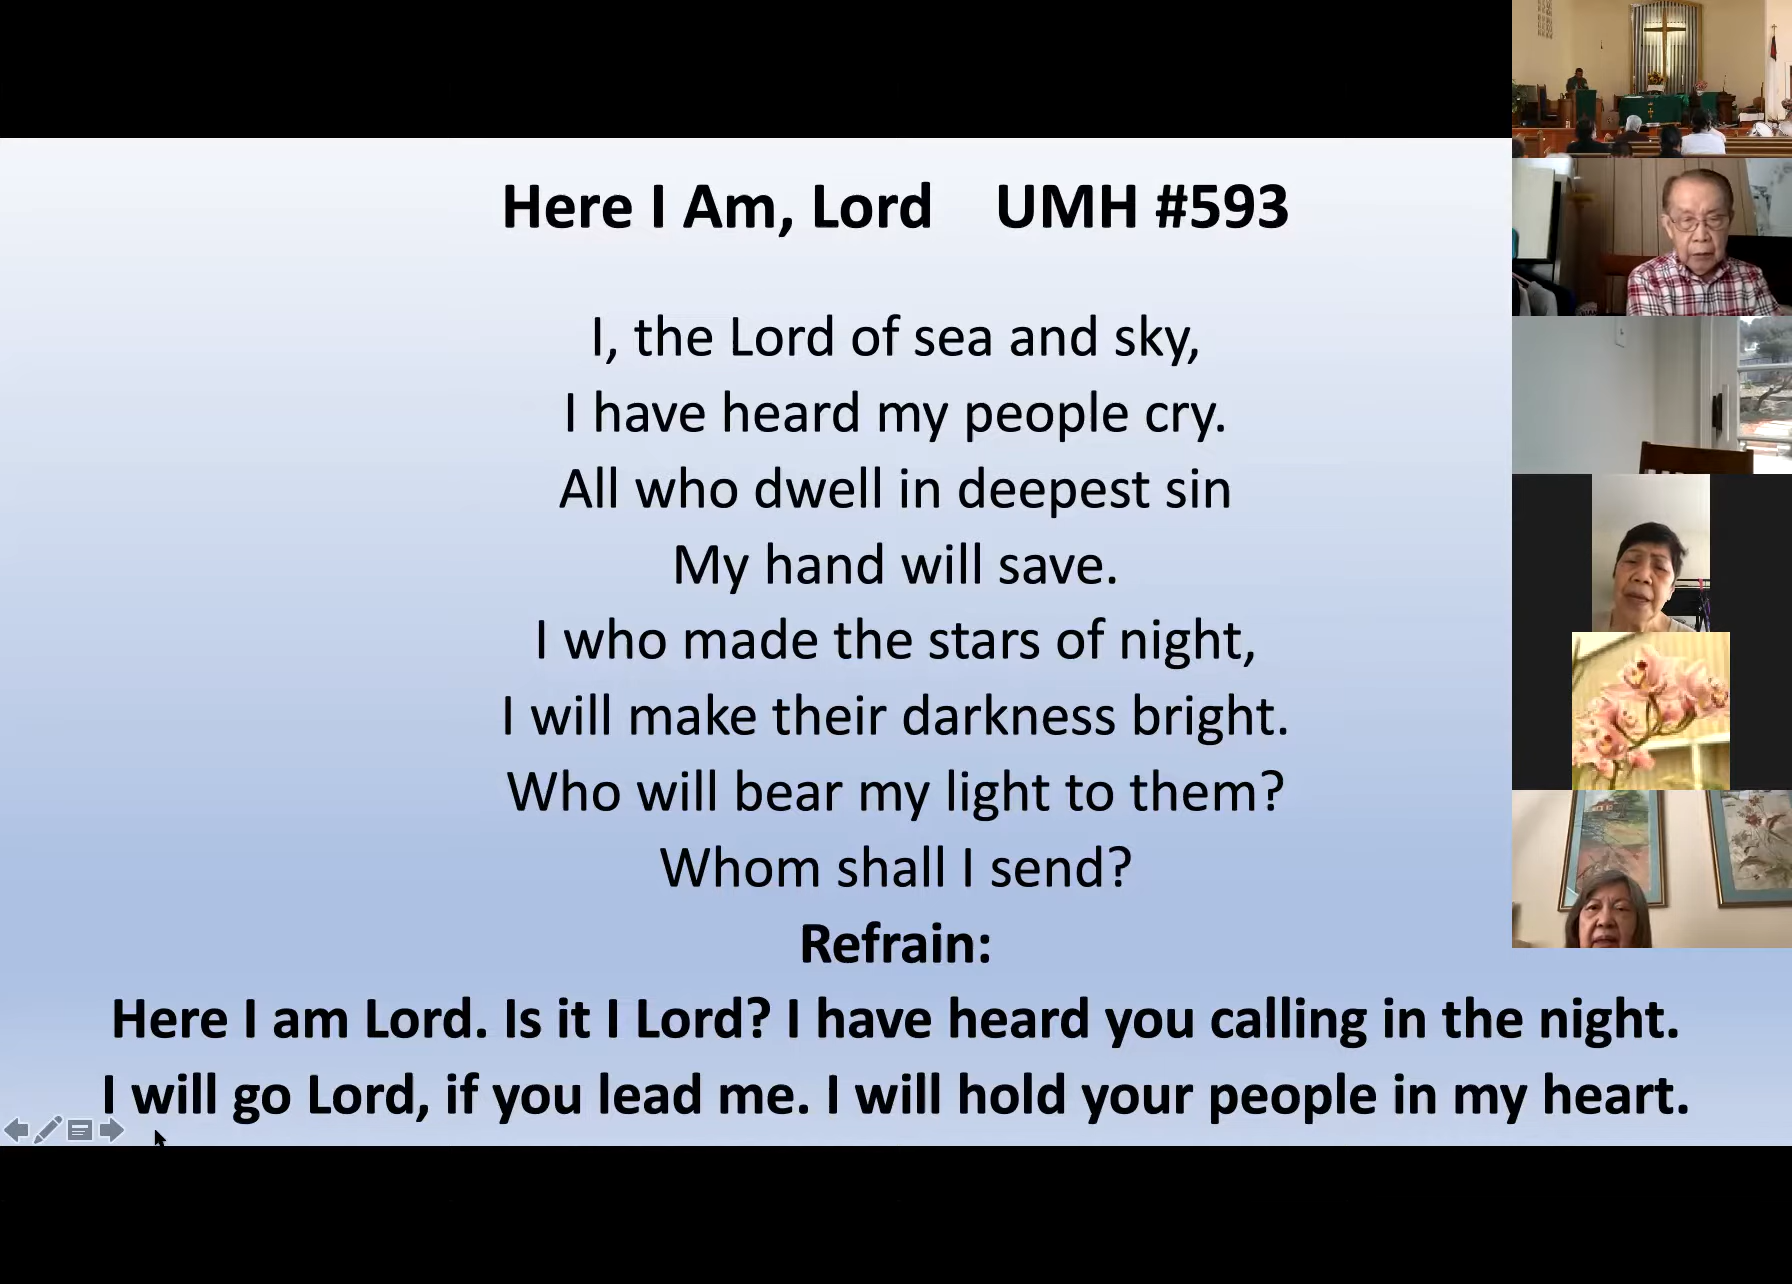 Here I Am, Lord UMH #593
I, the Lord of sea and sky,
I have heard my people cry.
All who dwell in deepest sin
My hand will save.
I who made the stars of night,
I will make their darkness bright.
Who will bear my light to them?
Whom shall I send?
Refrain:
Here I am Lord. Is it I Lord? I have heard you calling in the night.
I will go Lord, if you lead me. I will hold your people in my heart.